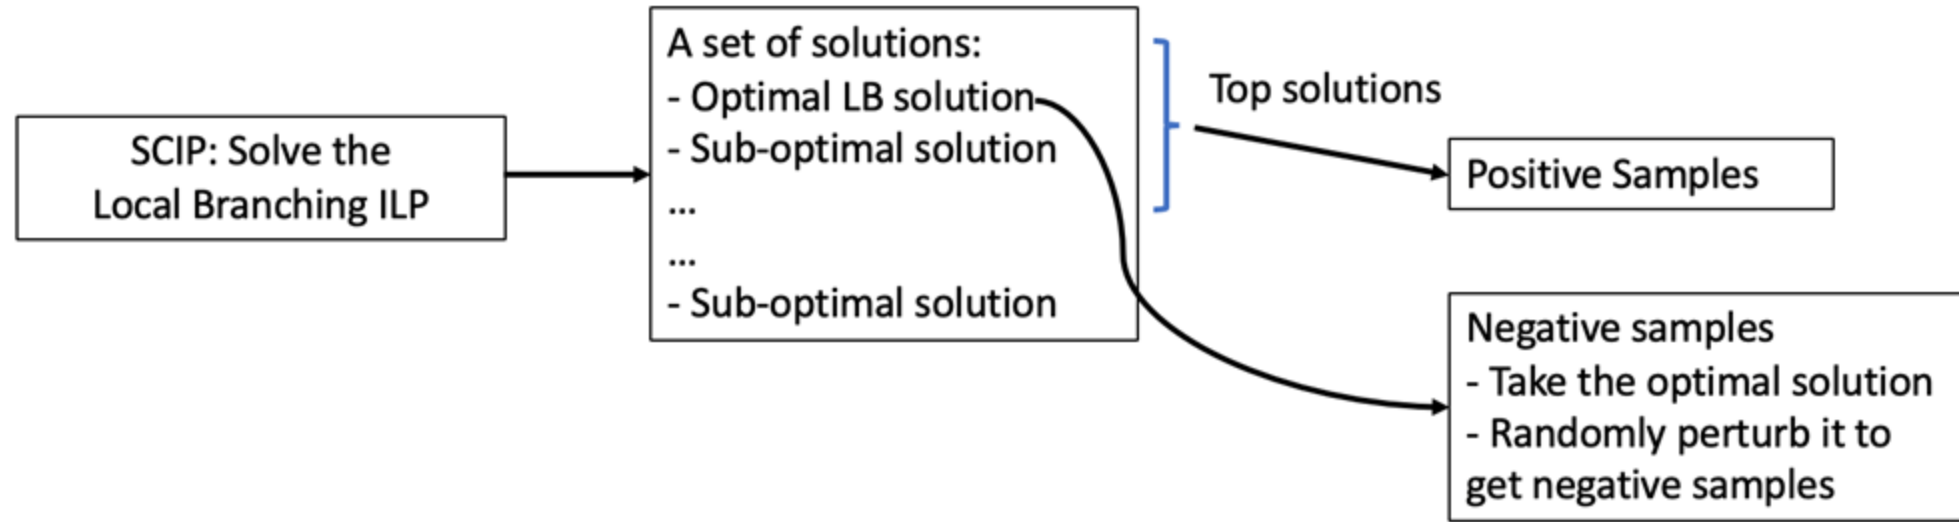 SCIP: Solve the
Local Branching ILP
A set of solutions:
- Optimal LB solution
- Sub-optimal solution
...
...
- Sub-optimal solution
Top solutions
Positive Samples
Negative samples
- Take the optimal solution
- Randomly perturb it to
get negative samples